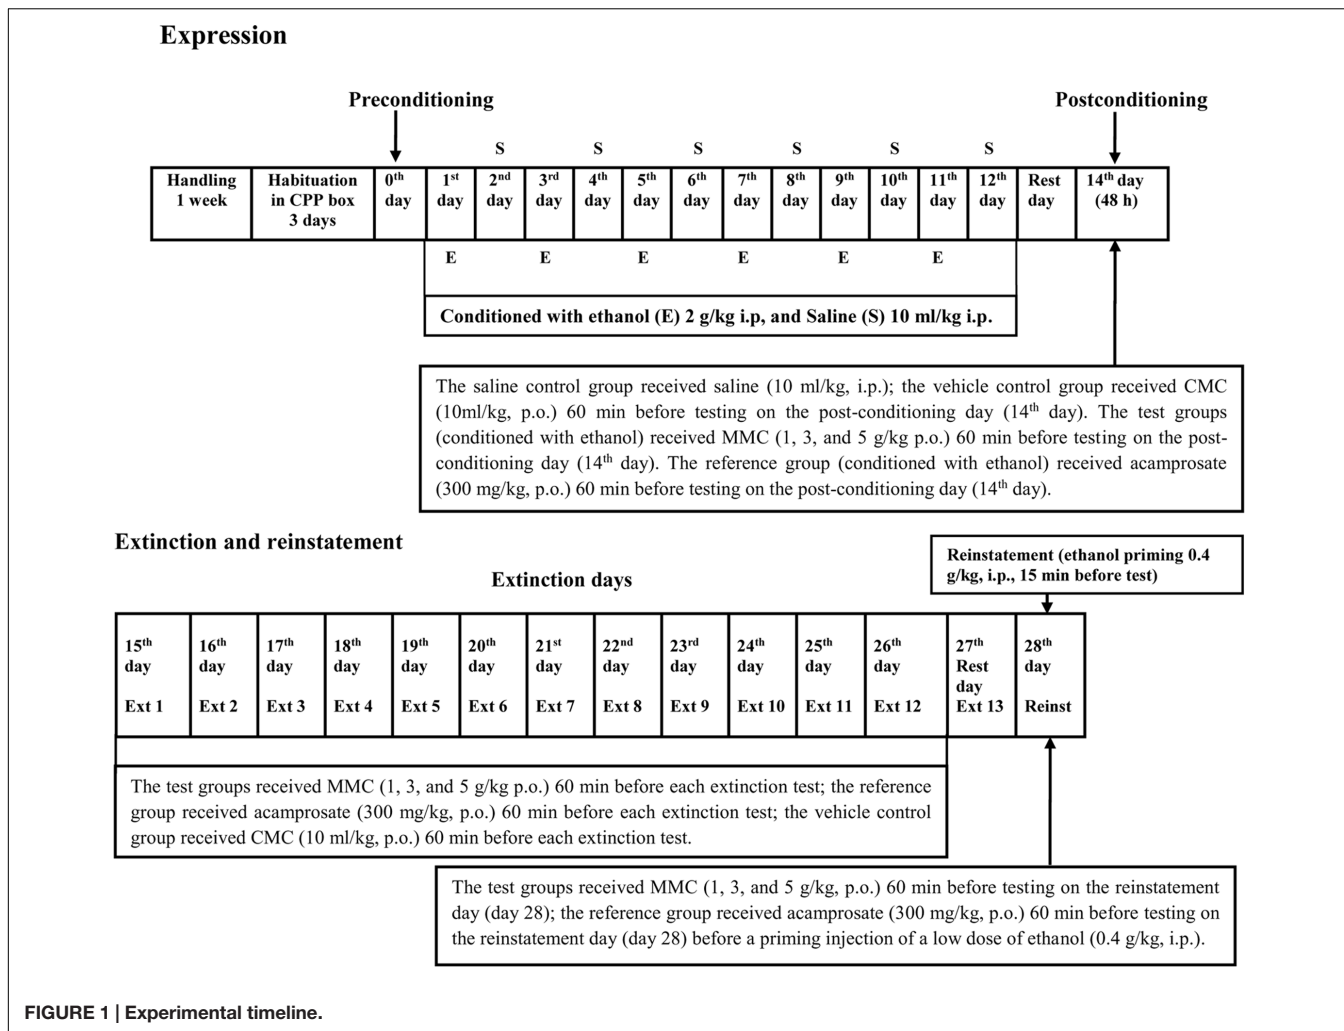 Expression
Preconditioning
Postconditioning
S S S S S S
Handling 1 week
Habituation in CPP box 3 days
0th day
1st day
2nd day
3rd day
4th day
5th day
6th day
7th day
8th day
9th day
10th day
11th day
12th day
Rest day
14th day (48 h)
E E E E E E
Conditioned with ethanol (E) 2 g/kg i.p, and Saline (S) 10 ml/kg i.p.
The saline control group received saline (10 ml/kg, i.p.); the vehicle control group received CMC
(10ml/kg, p.o.) 60 min before testing on the post-conditioning day (14th day). The test groups
(conditioned with ethanol) received MMC (1, 3, and 5 g/kg p.o.) 60 min before testing on the post-
conditioning day (14th day). The reference group (conditioned with ethanol) received acamprosate
(300 mg/kg, p.o.) 60 min before testing on the post-conditioning day (14th day).
Extinction and reinstatement
Extinction days
Reinstatement (ethanol priming 0.4
g/kg, i.p., 15 min before test)
15th day Ext 1
16th day Ext 2
17th day Ext 3
18th day Ext 4
19th day Ext 5
20th day Ext 6
21st day Ext 7
22nd day Ext 8
23rd day Ext 9
24th day Ext 10
25th day Ext 11
26th day Ext 12
27th Rest day Ext 13
28th day Reinst
The test groups received MMC (1, 3, and 5 g/kg p.o.) 60 min before each extinction test; the reference
group received acamprosate (300 mg/kg, p.o.) 60 min before each extinction test; the vehicle control
group received CMC (10 ml/kg, p.o.) 60 min before each extinction test.
The test groups received MMC (1, 3, and 5 g/kg, p.o.) 60 min before testing on the reinstatement
day (day 28); the reference group received acamprosate (300 mg/kg, p.o.) 60 min before testing on
the reinstatement day (day 28) before a priming injection of a low dose of ethanol (0.4 g/kg, i.p.).
FIGURE 1 | Experimental timeline.